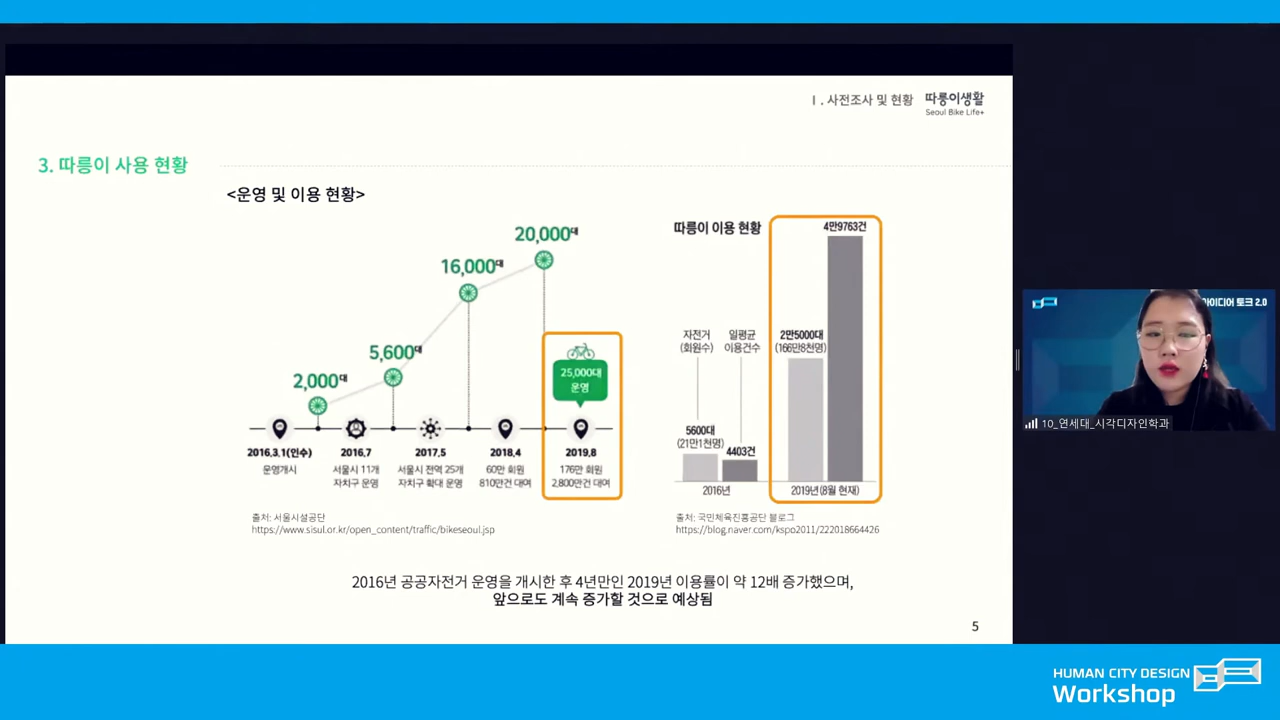 Ⅰ. 사전조사 및 현황
따릉이생활
Seoul Bike Life+
3. 따릉이 사용 현황
<운영 및 이용 현황>
2,000대
5,600대
16,000대
20,000대
25,000대
운영
2016.3.1(인수)
운영개시
2016.7
서울시 11개
자치구 운영
2017.5
서울시 전역 25개
자치구 확대 운영
2018.4
60만 회원
810만건 대여
2019.8
176만 회원
2,800만건 대여
출처: 서울시설공단
https://www.sisul.or.kr/open_content/traffic/bikeseoul.jsp
따릉이 이용 현황
자전거
(회원수)
일평균
이용건수
5600대
(21만1천명)
4403건
2016년
2만5000대
(166만8천명)
4만9763건
2019년(8월 현재)
출처: 국민체육진흥공단 블로그
https://blog.naver.com/kspo2011/222018664426
2016년 공공자전거 운영을 개시한 후 4년만인 2019년 이용률이 약 12배 증가했으며,
앞으로도 계속 증가할 것으로 예상됨
5
아이디어 토크 2.0
10_연세대_시각디자인학과
HUMAN CITY DESIGN
Workshop